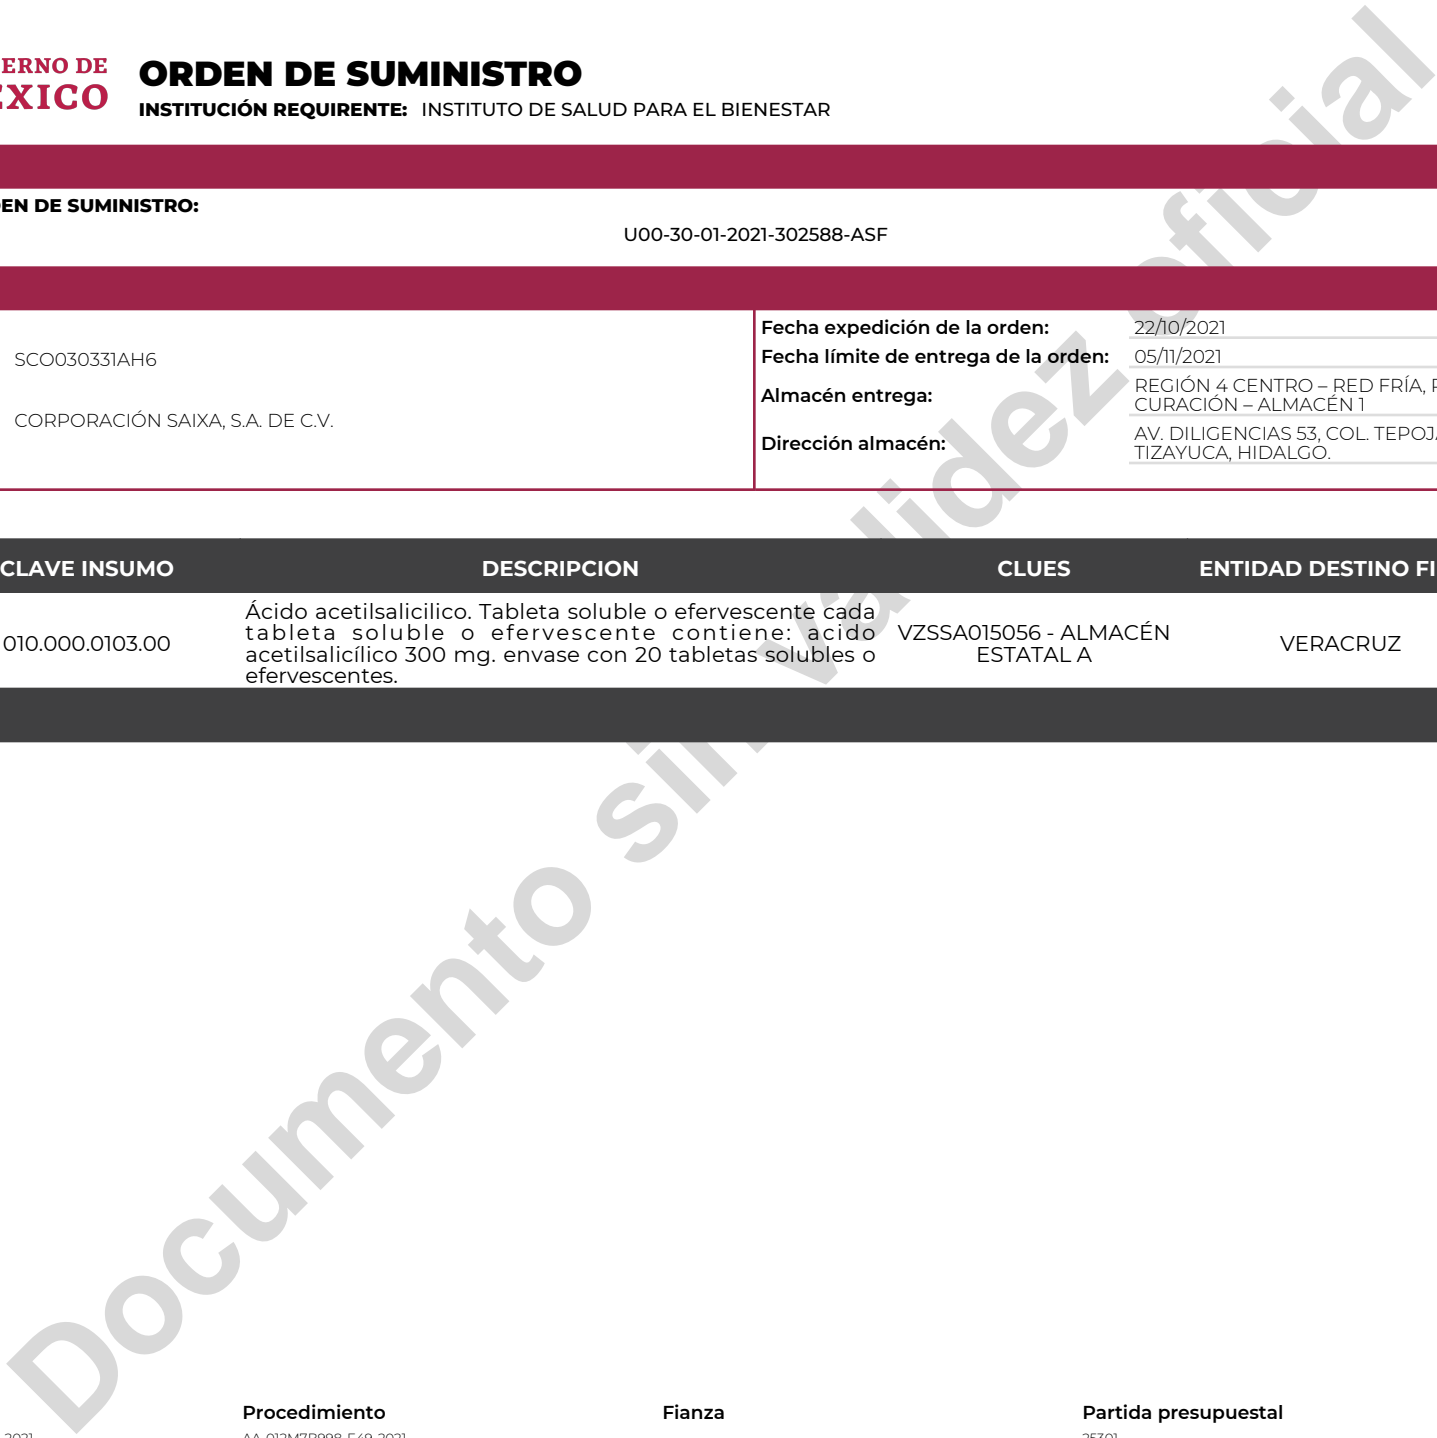 ERNO DE
ORDEN DE SUMINISTRO
INSTITUCIÓN REQUIRENTE: INSTITUTO DE SALUD PARA EL BIENESTAR
EN DE SUMINISTRO:
U00-30-01-2021-302588-ASF
SCO030331AH6
CORPORACIÓN SAIXA, S.A. DE C.V.
Fecha expedición de la orden: 22/10/2021
Fecha límite de entrega de la orden: 05/11/2021
Almacén entrega: REGIÓN 4 CENTRO – RED FRÍA,
CURACIÓN – ALMACÉN 1
Dirección almacén: AV. DILIGENCIAS 53, COL.
TIZAYUCA, HIDALGO.
CLAVE INSUMO DESCRIPCION CLUES ENTIDAD DESTINO FI
010.000.0103.00
Ácido acetilsalicilico. Tableta soluble o efervescente cada
tableta soluble o efervescente contiene: acido
acetilsalicílico 300 mg. envase con 20 tabletas solubles o
efervescentes.
VZSSA015056 - ALMACÉN
ESTATAL A
VERACRUZ
Documento sin validez oficial
Procedimiento Fianza Partida presupuestal